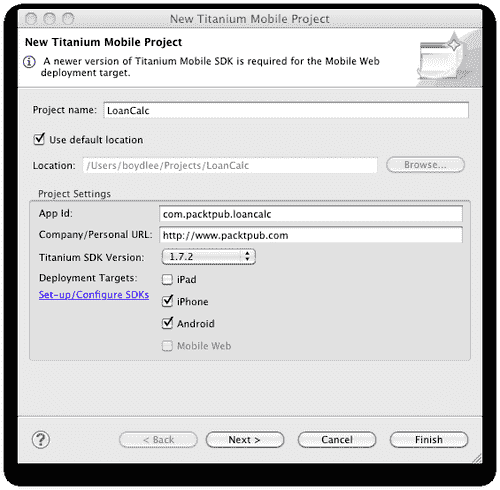 New Titanium Mobile Project
New Titanium Mobile Project
A newer version of Titanium Mobile SDK is required for the Mobile Web
deployment target.
Project name: LoanCalc
Use default location
Location: /Users/boydlee/Projects/LoanCalc Browse...
Project Settings
App Id: com.packtpub.loancalc
Company/Personal URL: http://www.packtpub.com
Titanium SDK Version: 1.7.2
Deployment Targets: iPad
Set-up/Configure SDKs iPhone
Android
Mobile Web
? < Back Next > Cancel Finish